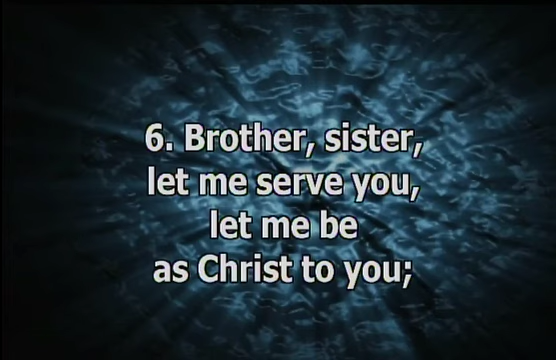 6. Brother, sister,
let me serve you,
let me be
as Christ to you;